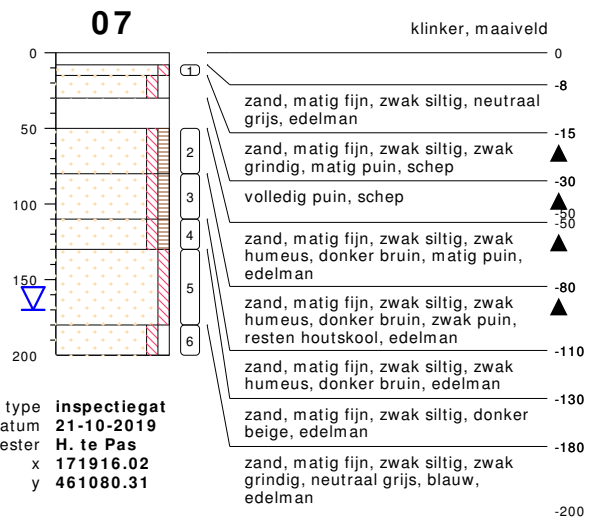 07
klinker, maaiveld
0
0
-8
1
zand, matig fijn, zwak siltig, neutraal
grijs, edelman
-15
zand, matig fijn, zwak siltig, zwak
grindig, matig puin, schep
-30
volledig puin, schep
-50
-50
50
2
zand, matig fijn, zwak siltig, zwak
humeus, donker bruin, matig puin,
edelman
-80
100
3
zand, matig fijn, zwak siltig, zwak
humeus, donker bruin, zwak puin,
resten houtskool, edelman
-110
4
zand, matig fijn, zwak siltig, zwak
humeus, donker bruin, edelman
-130
150
5
zand, matig fijn, zwak siltig, donker
beige, edelman
-180
200
6
zand, matig fijn, zwak siltig, zwak
grindig, neutraal grijs, blauw,
edelman
-200
type inspectiegat
atum 21-10-2019
ester H. te Pas
x 171916.02
y 461080.31